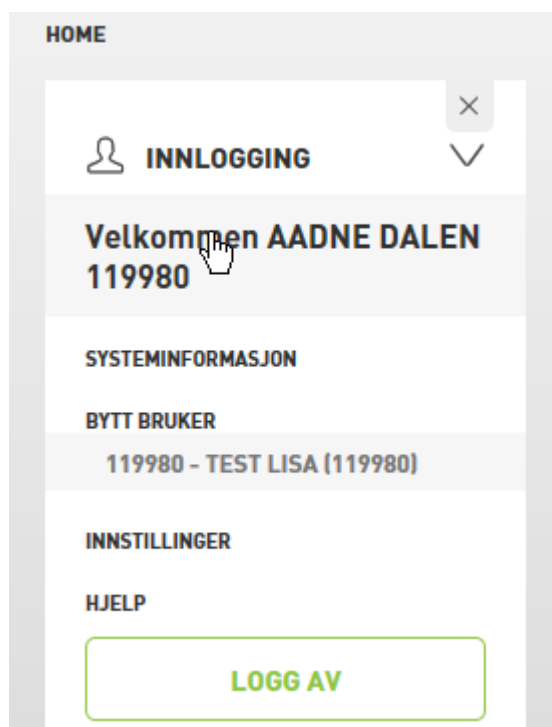 HOME
INNLOGGING
Velkommen AADNE DALEN
119980
SYSTEMINFORMASJON
BYTT BRUKER
119980 - TEST LISA (119980)
INNSTILLINGER
HJELP
LOGG AV